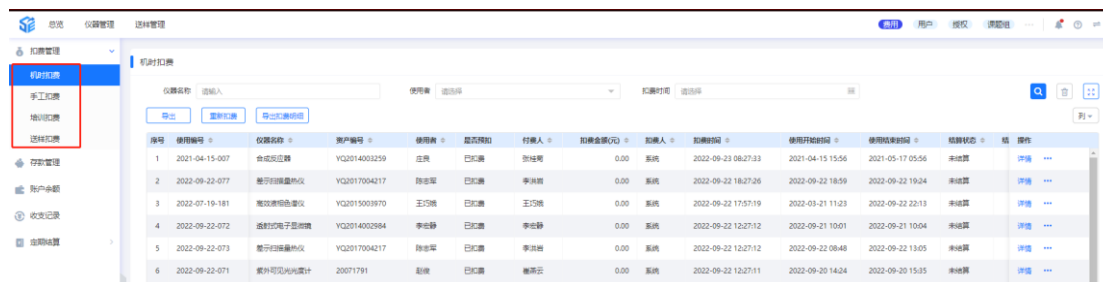 总览 仪器管理 送样管理 费用 用户 授权 课题组 ...
扣费管理
机时扣费
手工扣费
培训扣费
送样扣费
存款管理
账户余额
收支记录
定期结算
机时扣费
仪器名称 请输入 使用者 请选择 扣费时间 请选择
导出 重新扣费 导出扣费明细 列
序号 使用编号 仪器名称 资产编号 使用者 是否预扣 付费人 扣费金额(元) 扣费人 扣费时间 使用开始时间 使用结束时间 结算状态 结 操作
1 2021-04-15-007 合成反应器 YQ2014003259 庄良 已扣费 张桂菊 0.00 系统 2022-09-23 08:27:33 2021-04-15 15:56 2021-05-17 05:56 未结算 详情 •••
2 2022-09-22-077 差示扫描量热仪 YQ2017004217 陈志军 已扣费 李洪岩 0.00 系统 2022-09-22 18:27:26 2022-09-22 18:59 2022-09-22 19:24 未结算 详情 •••
3 2022-07-19-181 高效液相色谱仪 YQ2015003970 王巧娥 已扣费 王巧娥 0.00 系统 2022-09-22 17:57:19 2022-03-21 11:23 2022-09-22 22:13 未结算 详情 •••
4 2022-09-22-072 透射式电子显微镜 YQ2014002984 李宏静 已扣费 李宏静 0.00 系统 2022-09-22 12:27:12 2022-09-21 10:01 2022-09-21 10:04 未结算 详情 •••
5 2022-09-22-073 差示扫描量热仪 YQ2017004217 陈志军 已扣费 李洪岩 0.00 系统 2022-09-22 12:27:12 2022-09-22 08:48 2022-09-22 13:05 未结算 详情 •••
6 2022-09-22-071 紫外可见光光度计 20071791 赵俊 已扣费 崔荫云 0.00 系统 2022-09-22 12:27:11 2022-09-20 14:24 2022-09-20 15:35 未结算 详情 •••